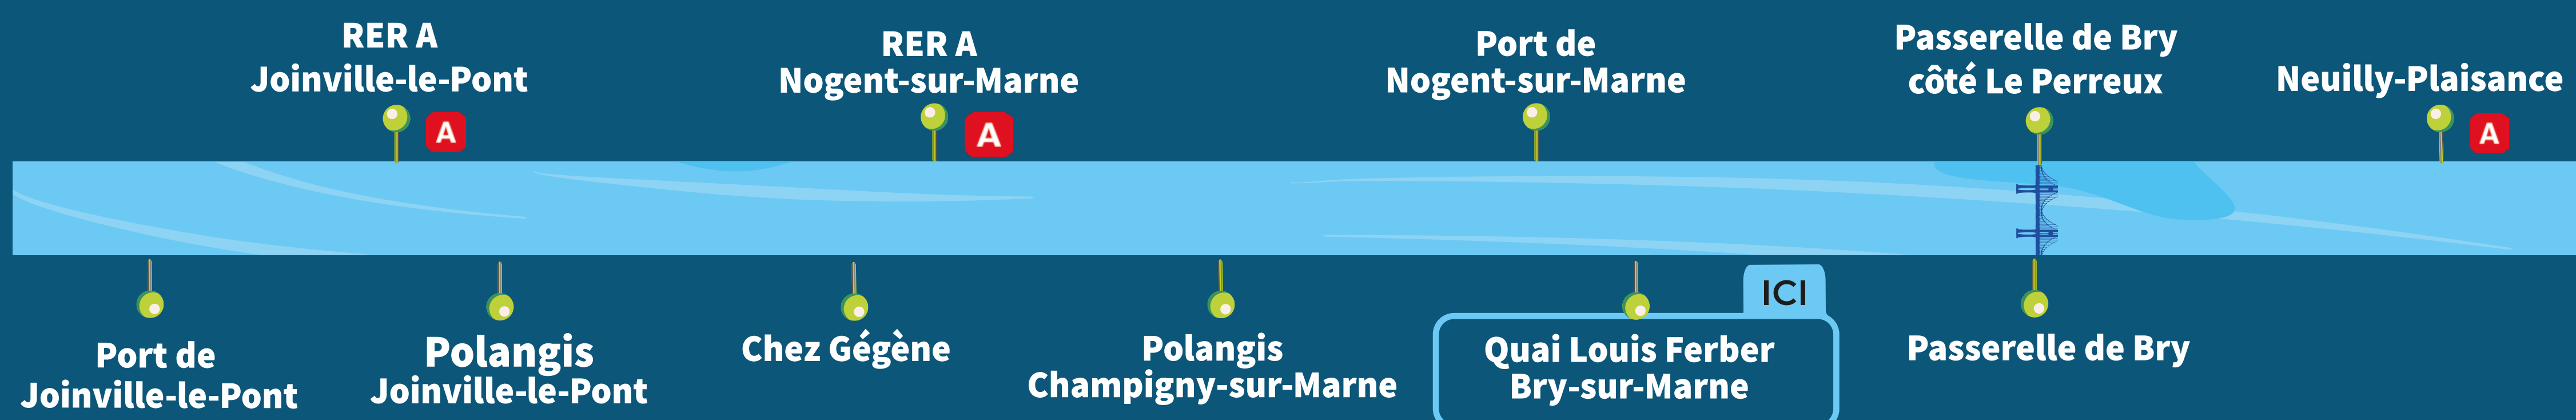 RER A
Joinville-le-Pont
A
RER A
Nogent-sur-Marne
A
Port de
Nogent-sur-Marne
Passerelle de Bry
côté Le Perreux
Neuilly-Plaisance
A
Port de
Joinville-le-Pont
Polangis
Joinville-le-Pont
Chez Gégène
Polangis
Champigny-sur-Marne
ICI
Quai Louis Ferber
Bry-sur-Marne
Passerelle de Bry